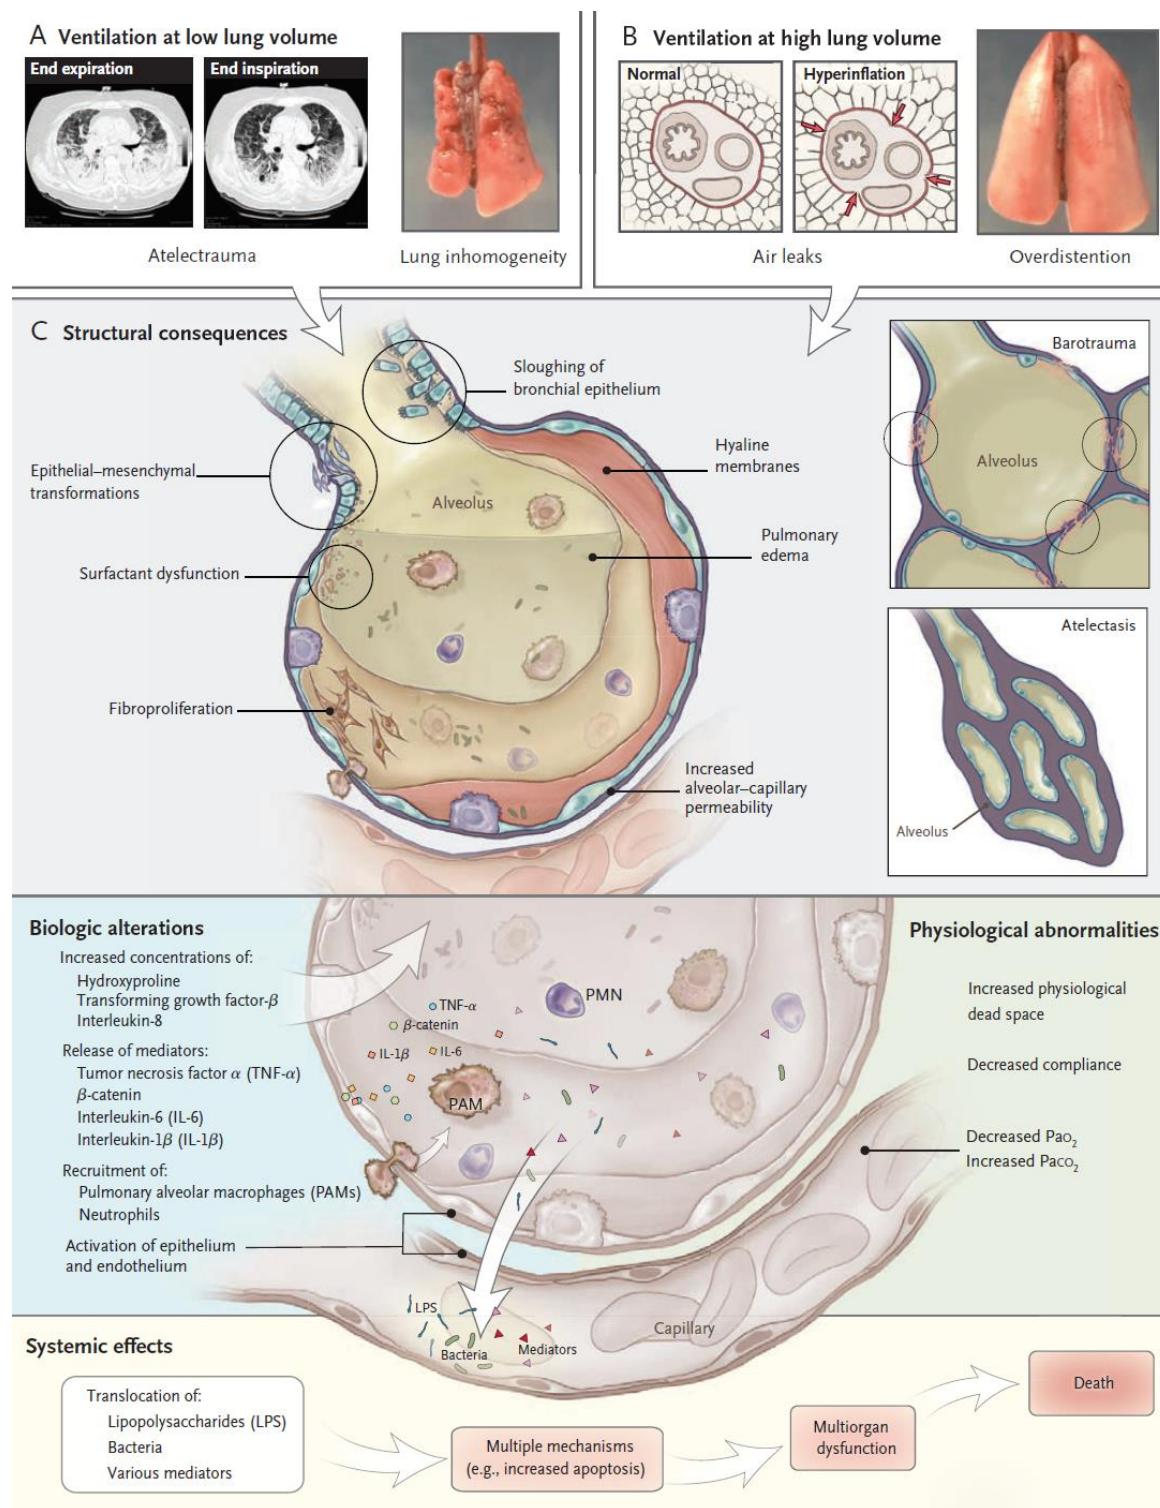 A Ventilation at low lung volume
End expiration
End inspiration
Atelectrauma
Lung inhomogeneity
B Ventilation at high lung volume
Normal
Hyperinflation
Air leaks
Overdistention
C Structural consequences
Sloughing of
bronchial epithelium
Epithelial–mesenchymal
transformations
Alveolus
Hyaline
membranes
Pulmonary
edema
Surfactant dysfunction
Fibroproliferation
Increased
alveolar–capillary
permeability
Barotrauma
Alveolus
Atelectasis
Alveolus
Biologic alterations
Increased concentrations of:
Hydroxyproline
Transforming growth factor-β
Interleukin-8
Release of mediators:
Tumor necrosis factor α (TNF-α)
β-catenin
Interleukin-6 (IL-6)
Interleukin-1β (IL-1β)
Recruitment of:
Pulmonary alveolar macrophages (PAMs)
Neutrophils
Activation of epithelium
and endothelium
TNF-α
β-catenin
IL-1β
IL-6
PMN
PAM
Physiological abnormalities
Increased physiological
dead space
Decreased compliance
Decreased PaO₂
Increased PaCO₂
LPS
Bacteria
Mediators
Capillary
Systemic effects
Translocation of:
Lipopolysaccharides (LPS)
Bacteria
Various mediators
Multiple mechanisms
(e.g., increased apoptosis)
Multiorgan
dysfunction
Death